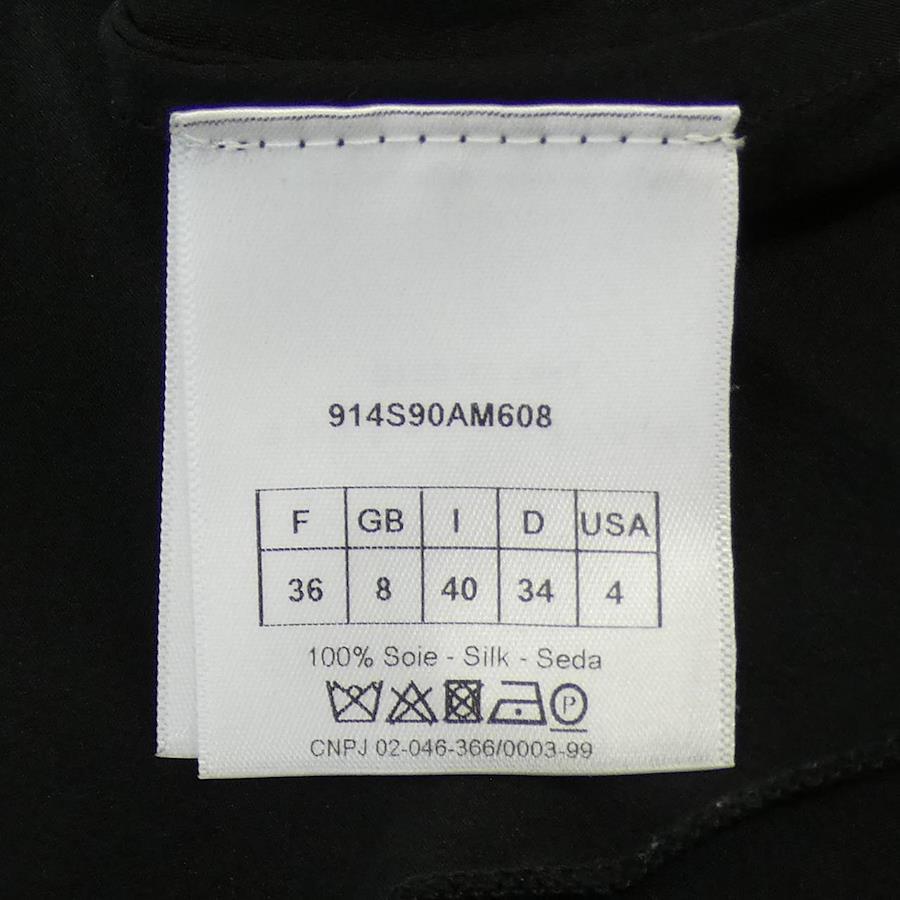 914S90AM608
F GB I D USA
36 8 40 34 4
100% Soie - Silk - Seda
P
CNPJ 02-046-366/0003-99